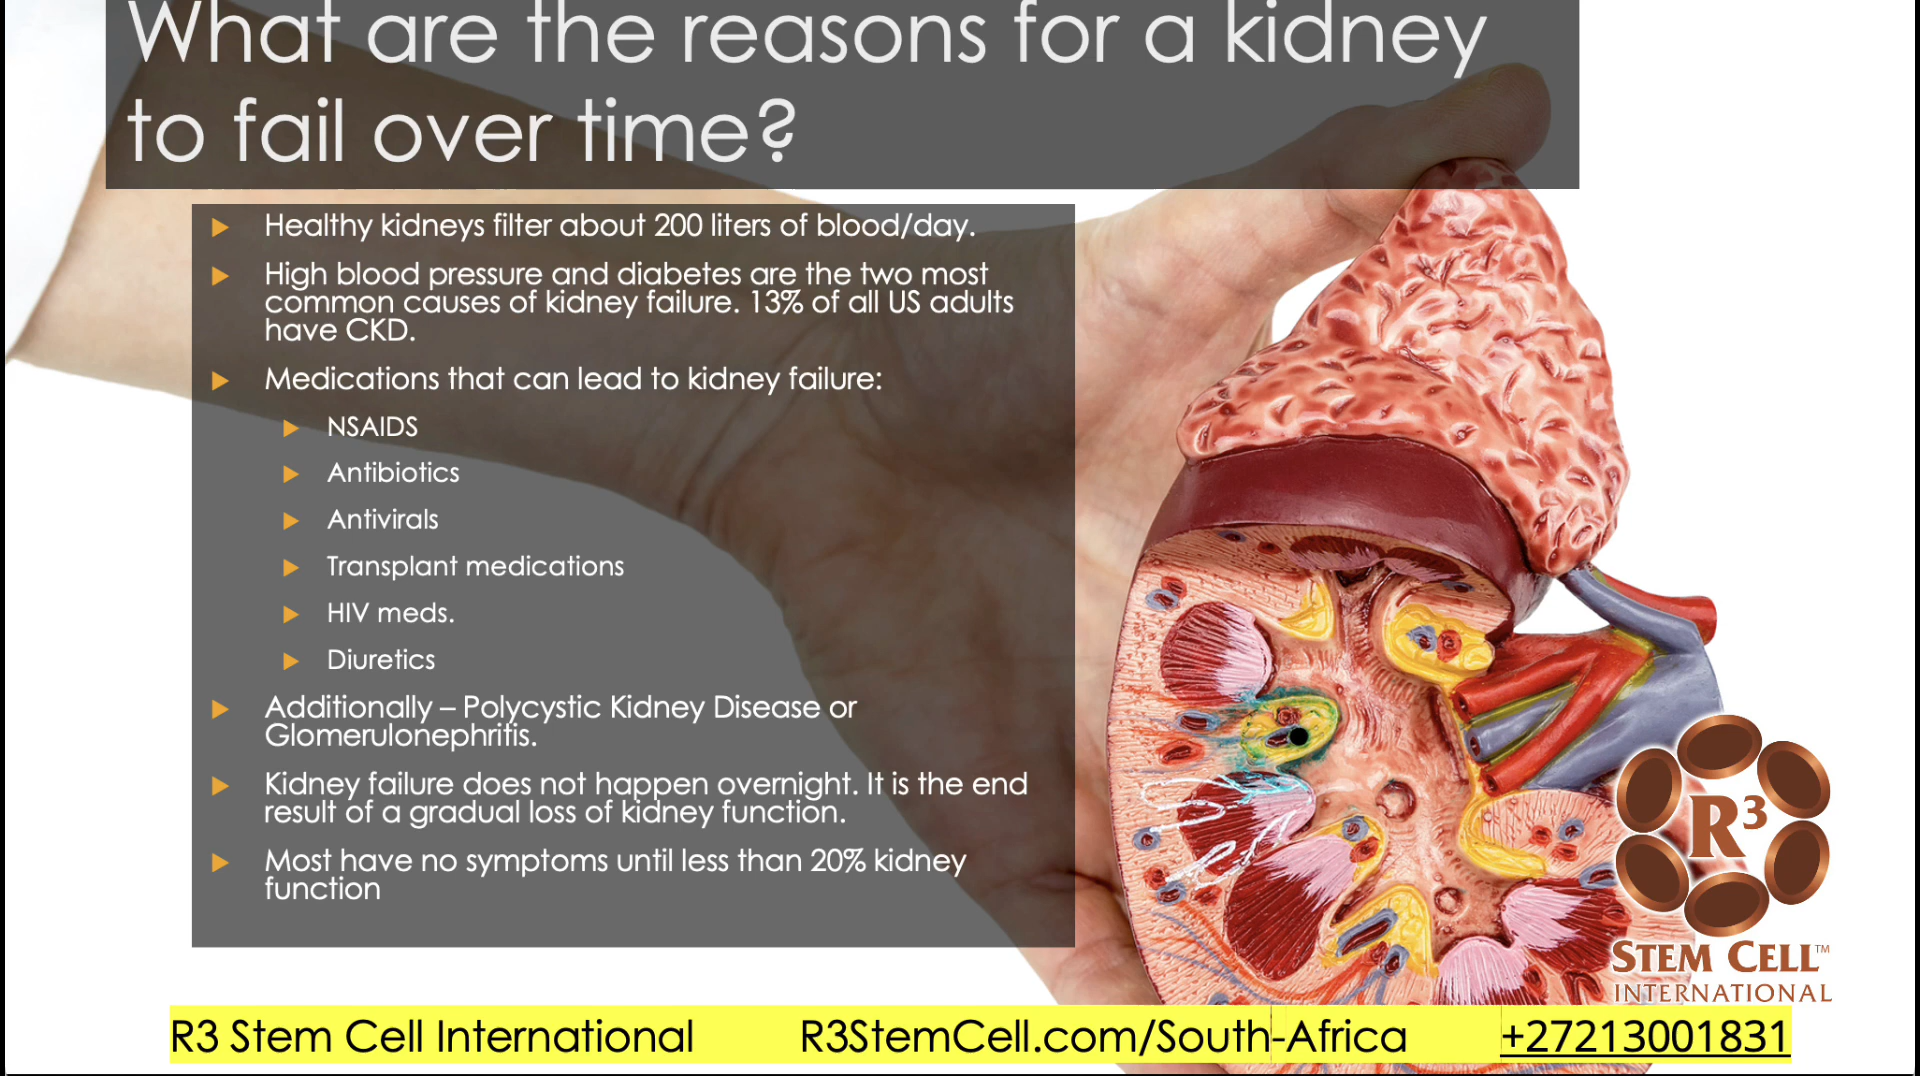 What are the reasons for a kidney
to fail over time?
Healthy kidneys filter about 200 liters of blood/day.
High blood pressure and diabetes are the two most
common causes of kidney failure. 13% of all US adults
have CKD.
Medications that can lead to kidney failure:
NSAIDS
Antibiotics
Antivirals
Transplant medications
HIV meds.
Diuretics
Additionally – Polycystic Kidney Disease or
Glomerulonephritis.
Kidney failure does not happen overnight. It is the end
result of a gradual loss of kidney function.
Most have no symptoms until less than 20% kidney
function
R³
STEM CELL™
INTERNATIONAL
R3 Stem Cell International R3StemCell.com/South-Africa +27213001831